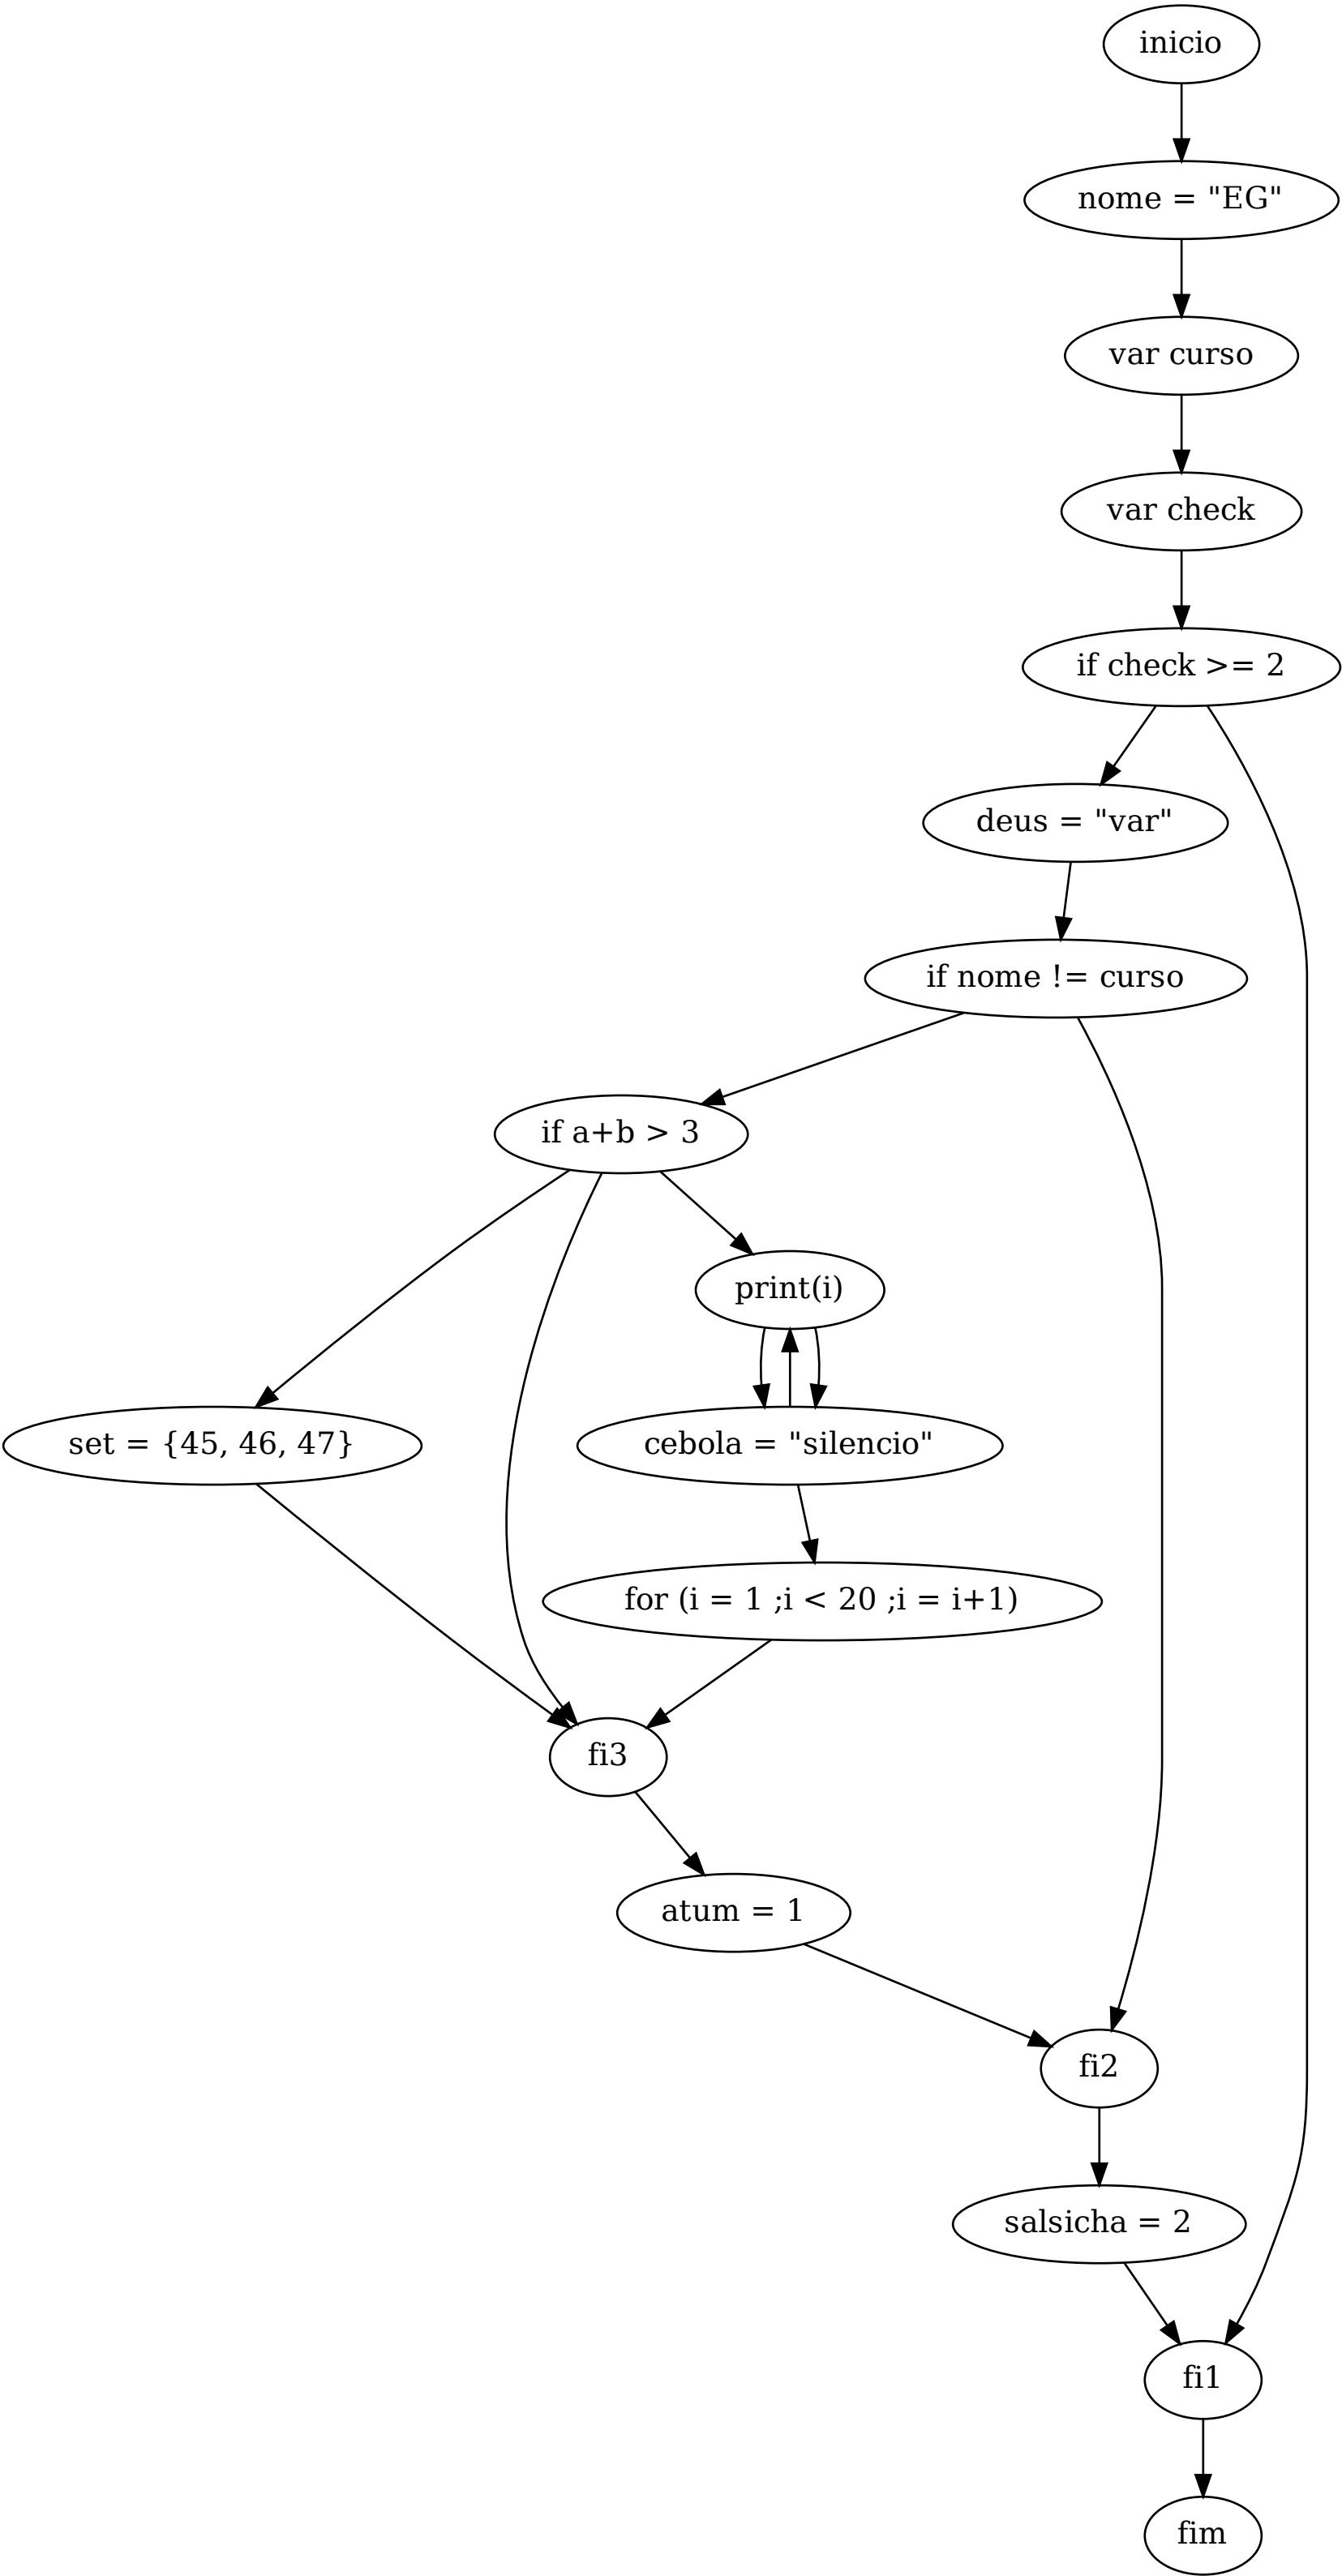 inicio
nome = "EG"
var curso
var check
if check >= 2
deus = "var"
if nome != curso
if a+b > 3
print(i)
set = {45, 46, 47}
cebola = "silencio"
for (i = 1 ;i < 20 ;i = i+1)
fi3
atum = 1
fi2
salsicha = 2
fi1
fim